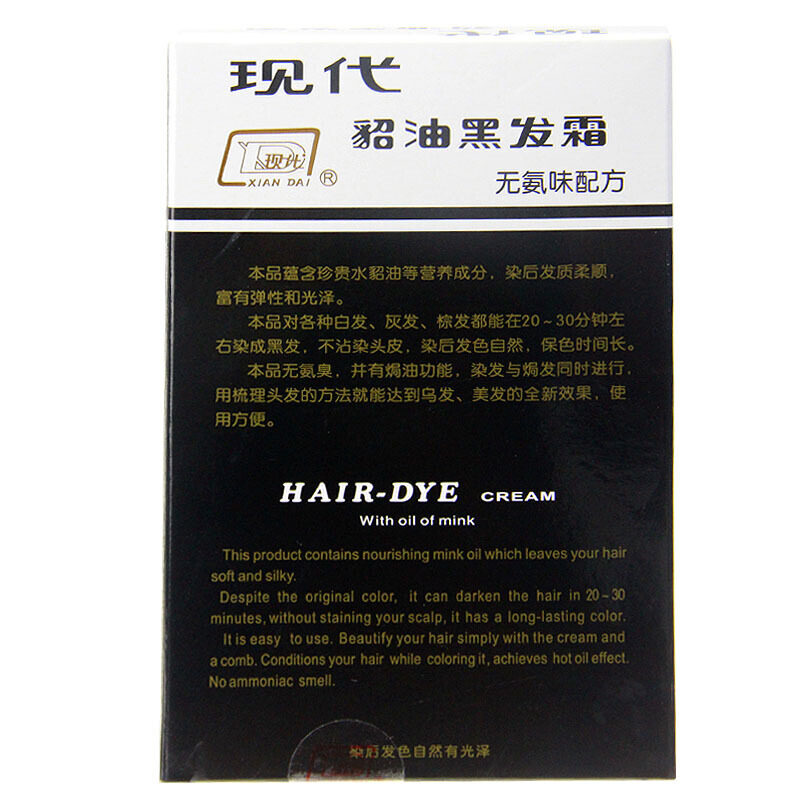 现代
貂油黑发霜
现代
XIAN DAI ®
无氨味配方
本品蕴含珍贵水貂油等营养成分，染后发质柔顺，
富有弹性和光泽。
本品对各种白发、灰发、棕发都能在20~30分钟左
右染成黑发，不沾染头皮，染后发色自然，保色时间长。
本品无氨臭，并有焗油功能，染发与焗发同时进行，
用梳理头发的方法就能达到乌发、美发的全新效果，使
用方便。
HAIR-DYE CREAM
With oil of mink
This product contains nourishing mink oil which leaves your hair
soft and silky.
Despite the original color, it can darken the hair in 20~30
minutes, without staining your scalp, it has a long-lasting color.
It is easy to use. Beautify your hair simply with the cream and
a comb. Conditions your hair while coloring it, achieves hot oil effect.
No ammoniac smell.
染后发色自然有光泽